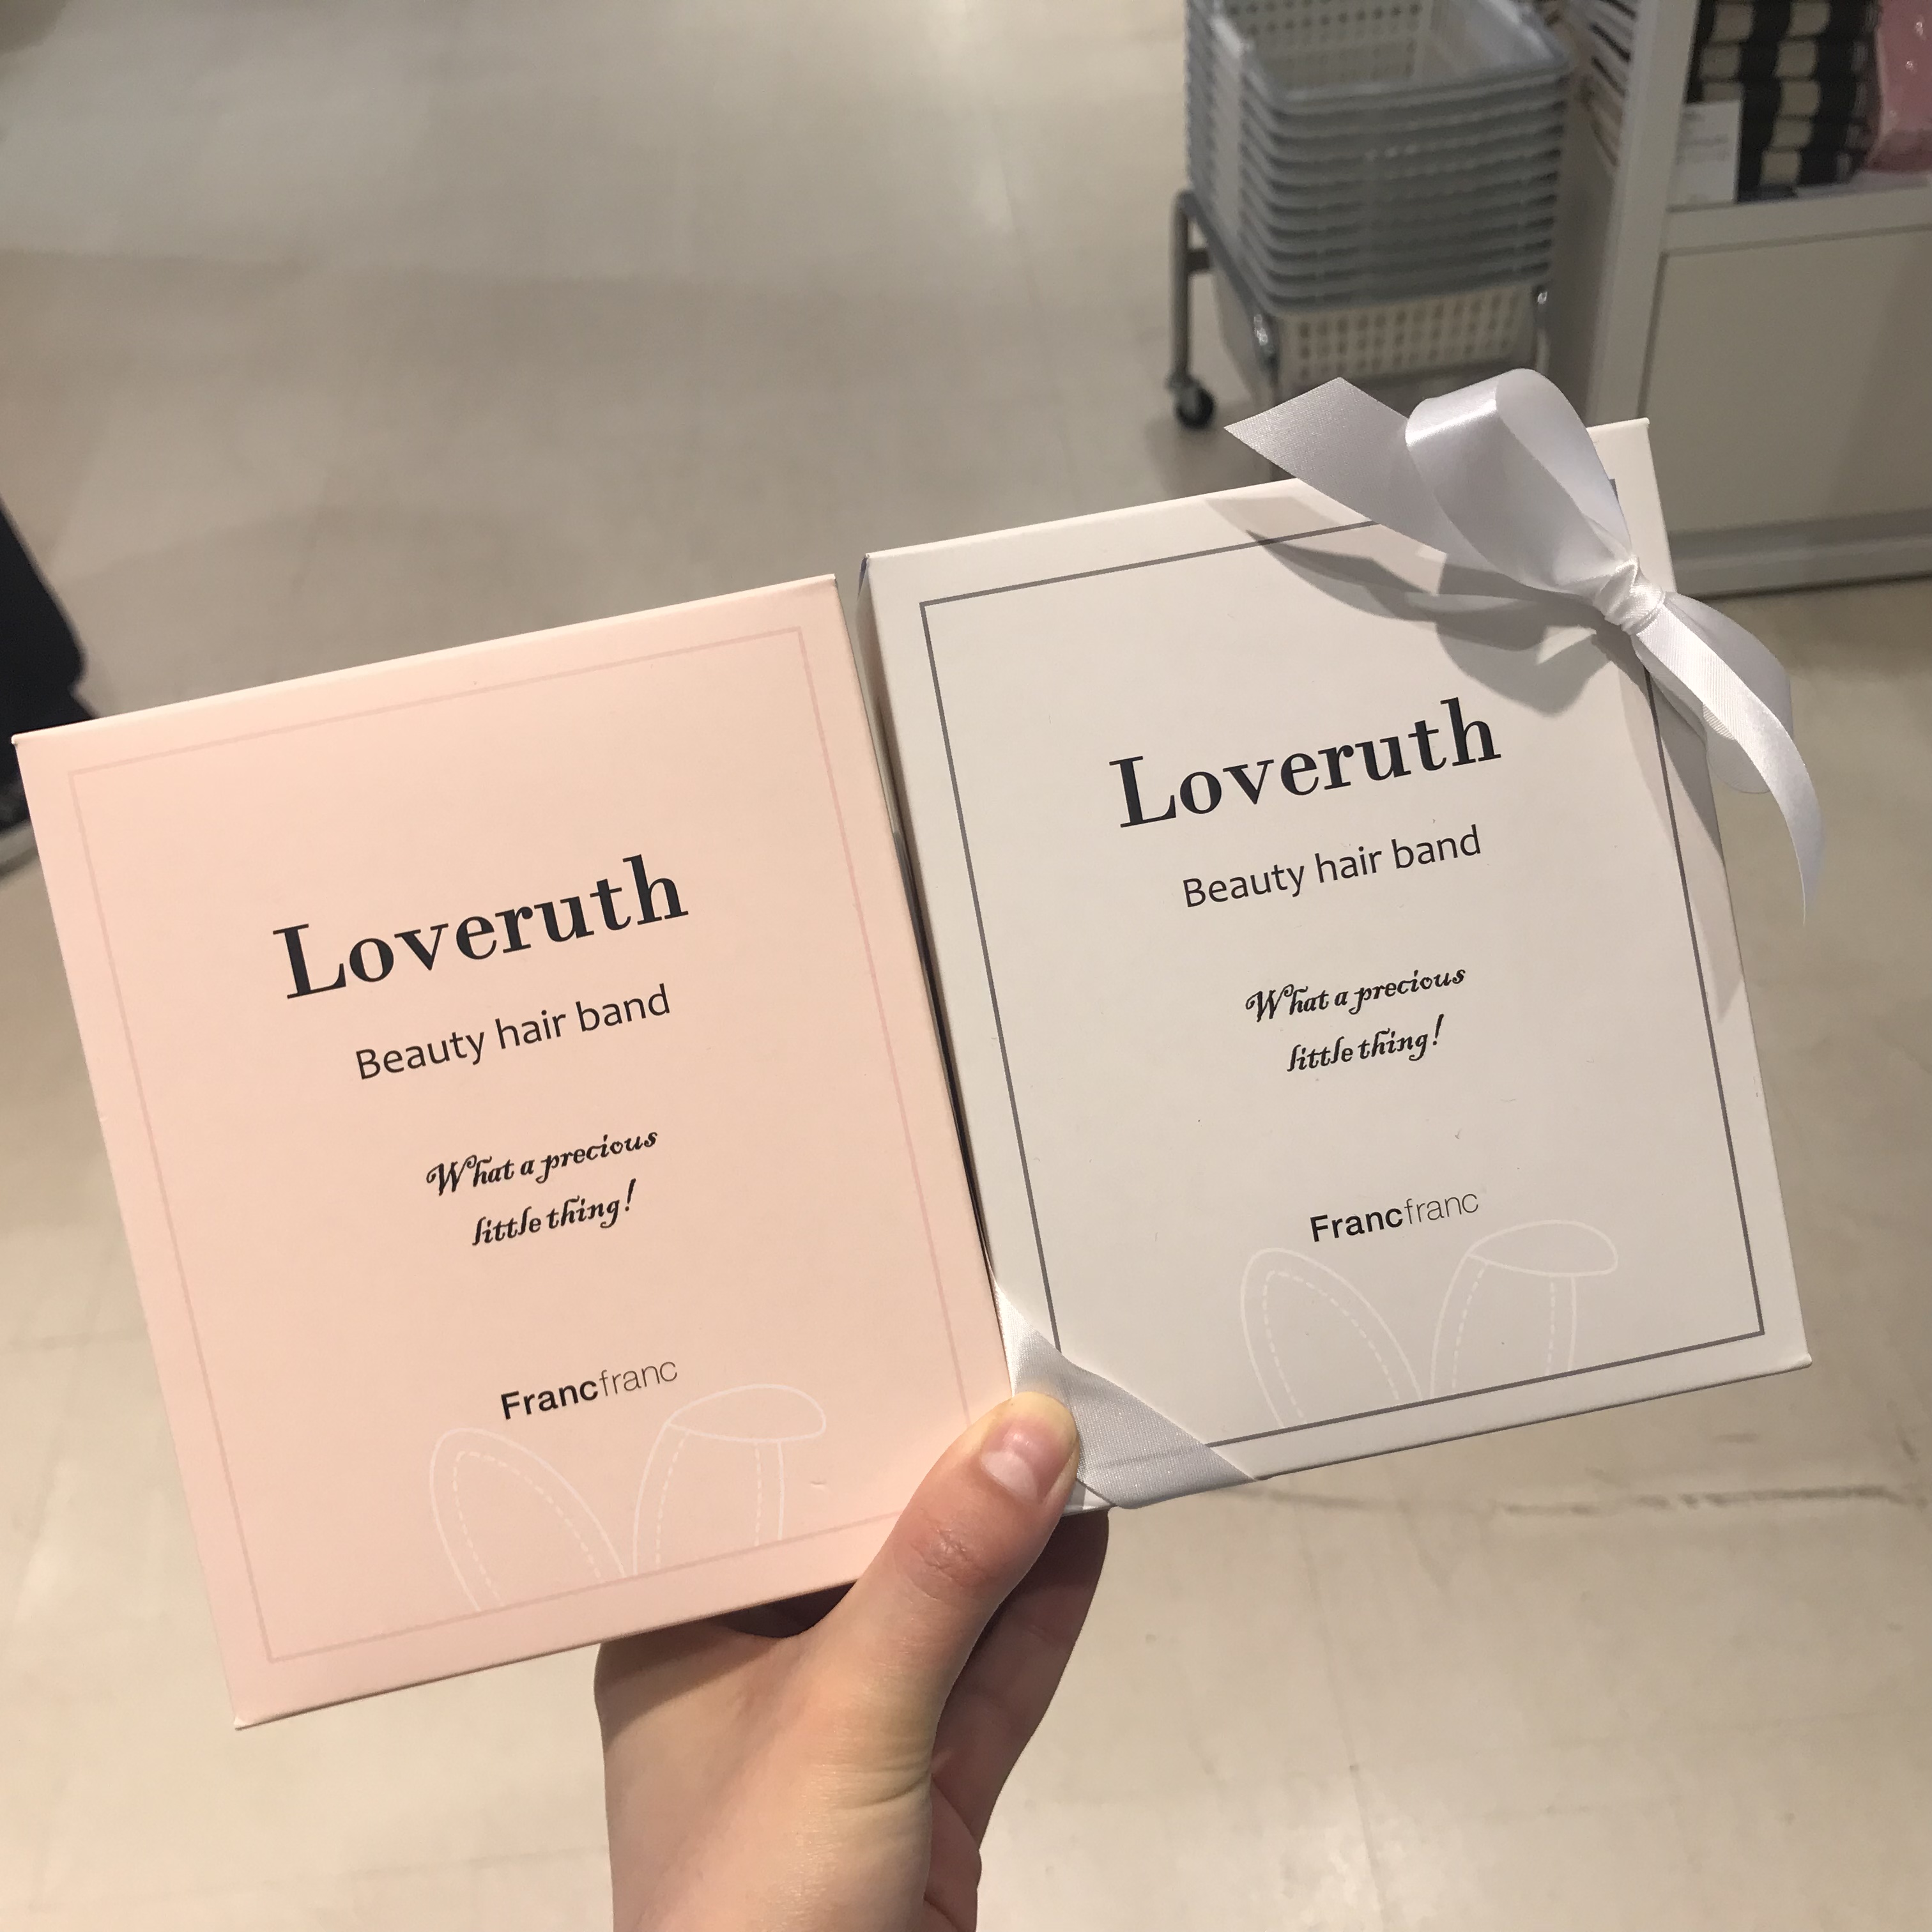 Loveruth
Beauty hair band
What a precious
little thing!
Francfranc
Loveruth
Beauty hair band
What a precious
little thing!
Francfranc